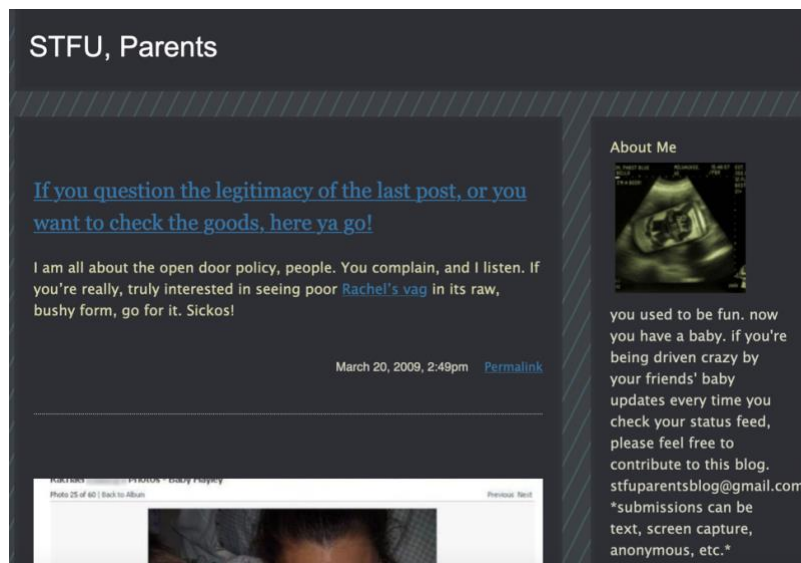 STFU, Parents
If you question the legitimacy of the last post, or you
want to check the goods, here ya go!
I am all about the open door policy, people. You complain, and I listen. If
you're really, truly interested in seeing poor Rachel's vag in its raw,
bushy form, go for it. Sickos!
March 20, 2009, 2:49pm Permalink
Photos - Baby Hayley
Photo 25 of 60 | Back to Album
Previous Next
About Me
you used to be fun. now
you have a baby. if you're
being driven crazy by
your friends' baby
updates every time you
check your status feed,
please feel free to
contribute to this blog.
stfuparentsblog@gmail.com
*submissions can be
text, screen capture,
anonymous, etc.*